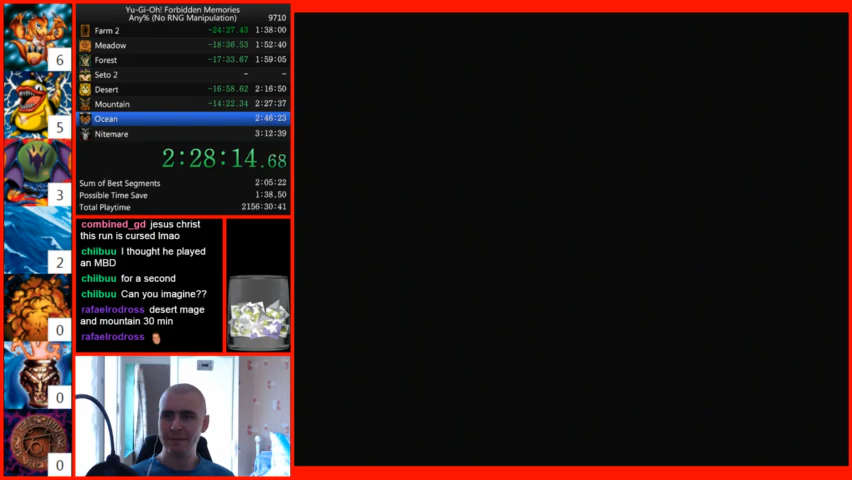 Yu-Gi-Oh! Forbidden Memories
Any% (No RNG Manipulation) 9710
Farm 2 -24:27.43 1:38:00
Meadow -18:36.53 1:52:40
Forest -17:33.67 1:59:05
Seto 2 - -
Desert -16:58.62 2:16:50
Mountain -14:22.34 2:27:37
Ocean 2:46:23
Nitemare 3:12:39
2:28:14.68
Sum of Best Segments 2:05:22
Possible Time Save 1:38.50
Total Playtime 2156:30:41
combined_gd jesus christ
this run is cursed lmao
chiibuu I thought he played
an MBD
chiibuu for a second
chiibuu Can you imagine??
rafaelrodross desert mage
and mountain 30 min
rafaelrodross
6
5
3
2
0
0
0